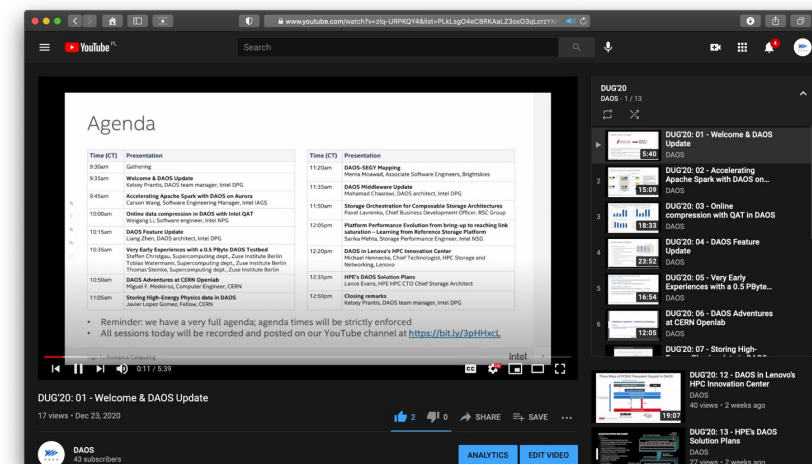 www.youtube.com/watch?v=zlq-URPKQY4&list=PLkLsgO4eC8RKAaLZ3oxO3qLcrzYK
YouTube PL
Search
4
Agenda
Time (CT) Presentation
9:30am Gathering
9:35am Welcome & DAOS Update
Kelsey Prantis, DAOS team manager, Intel DPG
9:45am Accelerating Apache Spark with DAOS on Aurora
Carson Wang, Software Engineering Manager, Intel IAGS
10:00am Online data compression in DAOS with Intel QAT
Weigang Li, Software engineer, Intel NPG
10:15am DAOS Feature Update
Liang Zhen, DAOS architect, Intel DPG
10:35am Very Early Experiences with a 0.5 PByte DAOS Testbed
Steffen Christgau, Supercomputing dept., Zuse Institute Berlin
Tobias Watermann, Supercomputing dept., Zuse Institute Berlin
Thomas Steinke, Supercomputing dept., Zuse Institute Berlin
10:50am DAOS Adventures at CERN Openlab
Miguel F. Medeiros, Computer Engineer, CERN
11:05am Storing High-Energy Physics data in DAOS
Javier Lopez Gomez, Fellow, CERN
Time (CT) Presentation
11:20am DAOS-SEGY Mapping
Merna Moawad, Associate Software Engineers, Brightskies
11:35am DAOS Middleware Update
Mohamad Chaarawi, DAOS architect, Intel DPG
11:50am Storage Orchestration for Composable Storage Architectures
Pavel Lavrenko, Chief Business Development Officer, RSC Group
12:05pm Platform Performance Evolution from bring-up to reaching link
saturation – Learning from Reference Storage Platform
Sarika Mehta, Storage Performance Engineer, Intel NSG
12:20pm DAOS in Lenovo's HPC Innovation Center
Michael Hennecke, Chief Technologist, HPC Storage and
Networking, Lenovo
12:35pm HPE's DAOS Solution Plans
Lance Evans, HPE HPC CTO Chief Storage Architect
12:50pm Closing remarks
Kelsey Prantis, DAOS team manager, Intel DPG
• Reminder: we have a very full agenda; agenda times will be strictly enforced
• All sessions today will be recorded and posted on our YouTube channel at https://bit.ly/3pHHxcL
High Performance Computing
intel
0:11 / 5:39
CC
HD
DUG'20: 01 - Welcome & DAOS Update
17 views • Dec 23, 2020
2
0
SHARE
SAVE
DAOS
43 subscribers
ANALYTICS
EDIT VIDEO
DUG'20
DAOS - 1 / 13
5:40
DUG'20: 01 - Welcome & DAOS
Update
DAOS
2
15:09
DUG'20: 02 - Accelerating
Apache Spark with DAOS on...
DAOS
3
18:33
DUG'20: 03 - Online
compression with QAT in DAOS
DAOS
4
23:52
DUG'20: 04 - DAOS Feature
Update
DAOS
5
16:54
DUG'20: 05 - Very Early
Experiences with a 0.5 PByte...
DAOS
6
12:05
DUG'20: 06 - DAOS Adventures
at CERN Openlab
DAOS
DUG'20: 07 - Storing High-
19:07
DUG'20: 12 - DAOS in Lenovo's
HPC Innovation Center
DAOS
40 views • 2 weeks ago
DUG'20: 13 - HPE's DAOS
Solution Plans
DAOS
27 views • 2 weeks ago